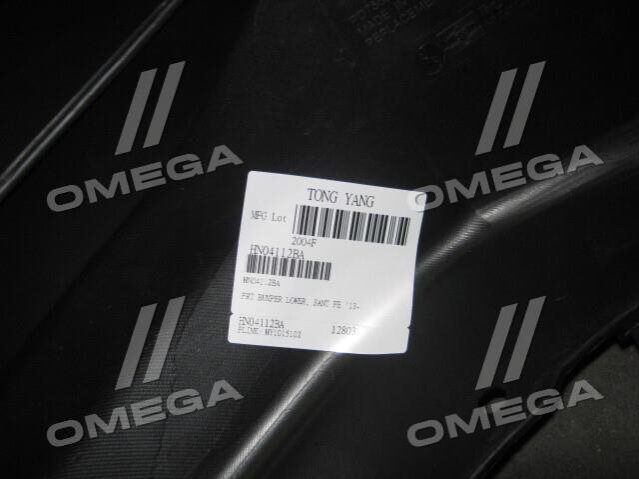 OMEGA
OMEGA
TONG YANG
MFG Lot
2004F
HN04112BA
HN04112BA
FRT BUMPER LOWER, SANT FE '13-
HN04112BA 12803
OMEGA
OMEGA